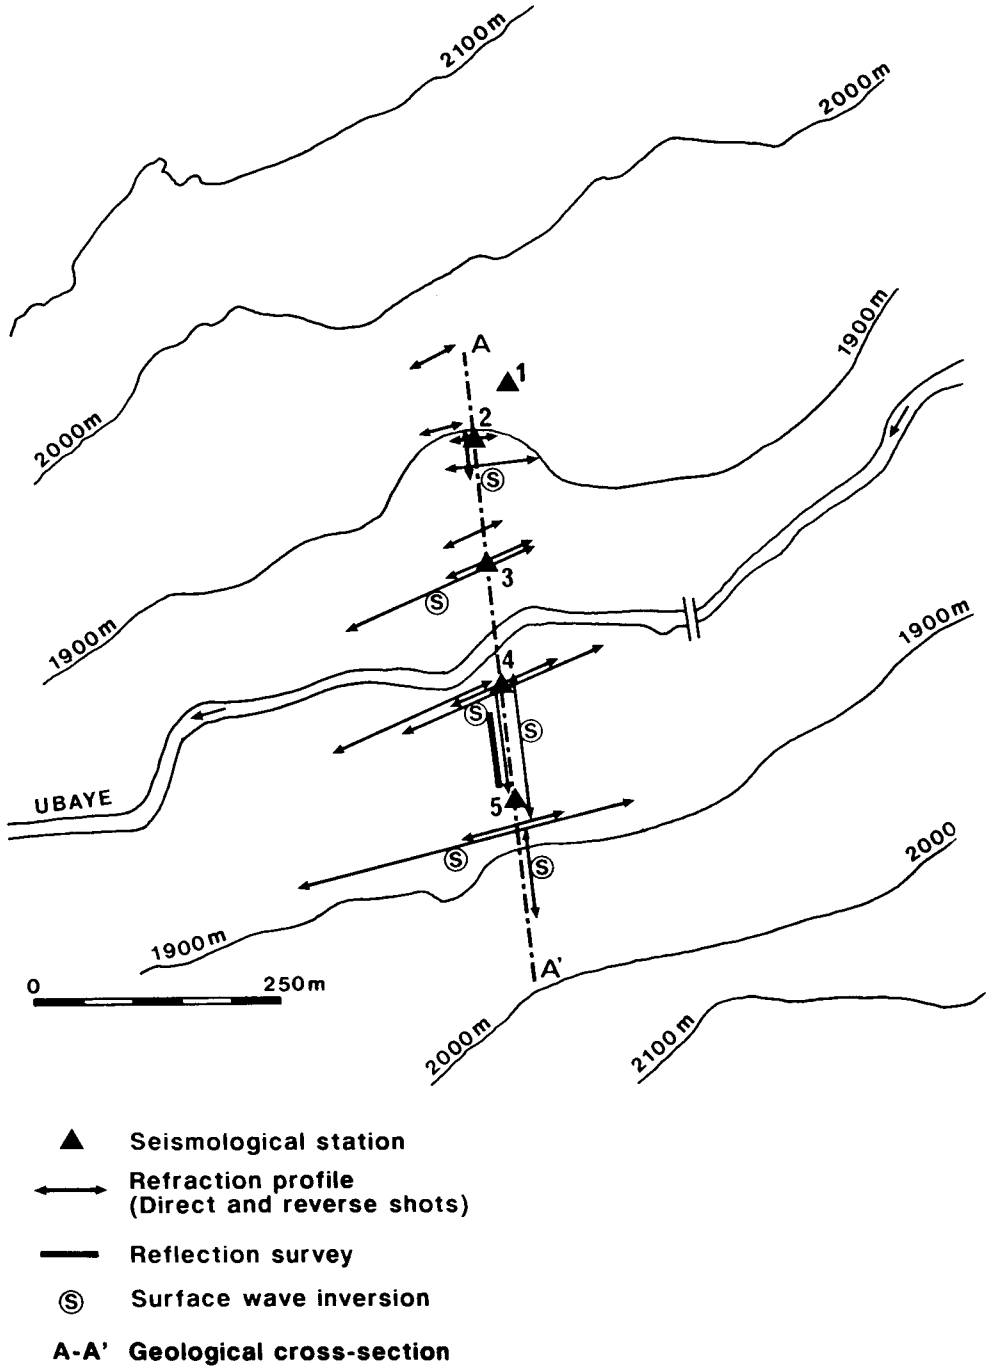 2100m
2000m
1900m
A
1
2000m
2
S
3
S
1900m
1900m
4
S
S
UBAYE
5
S
S
2000
1900m
A'
0 250m
2000m
2100m
Seismological station
Refraction profile
(Direct and reverse shots)
Reflection survey
S Surface wave inversion
A-A' Geological cross-section